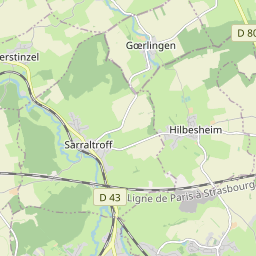 D 80
Gœrlingen
erstinzel
Hilbesheim
Sarraltroff
D 43
Ligne de Paris à Strasbourg